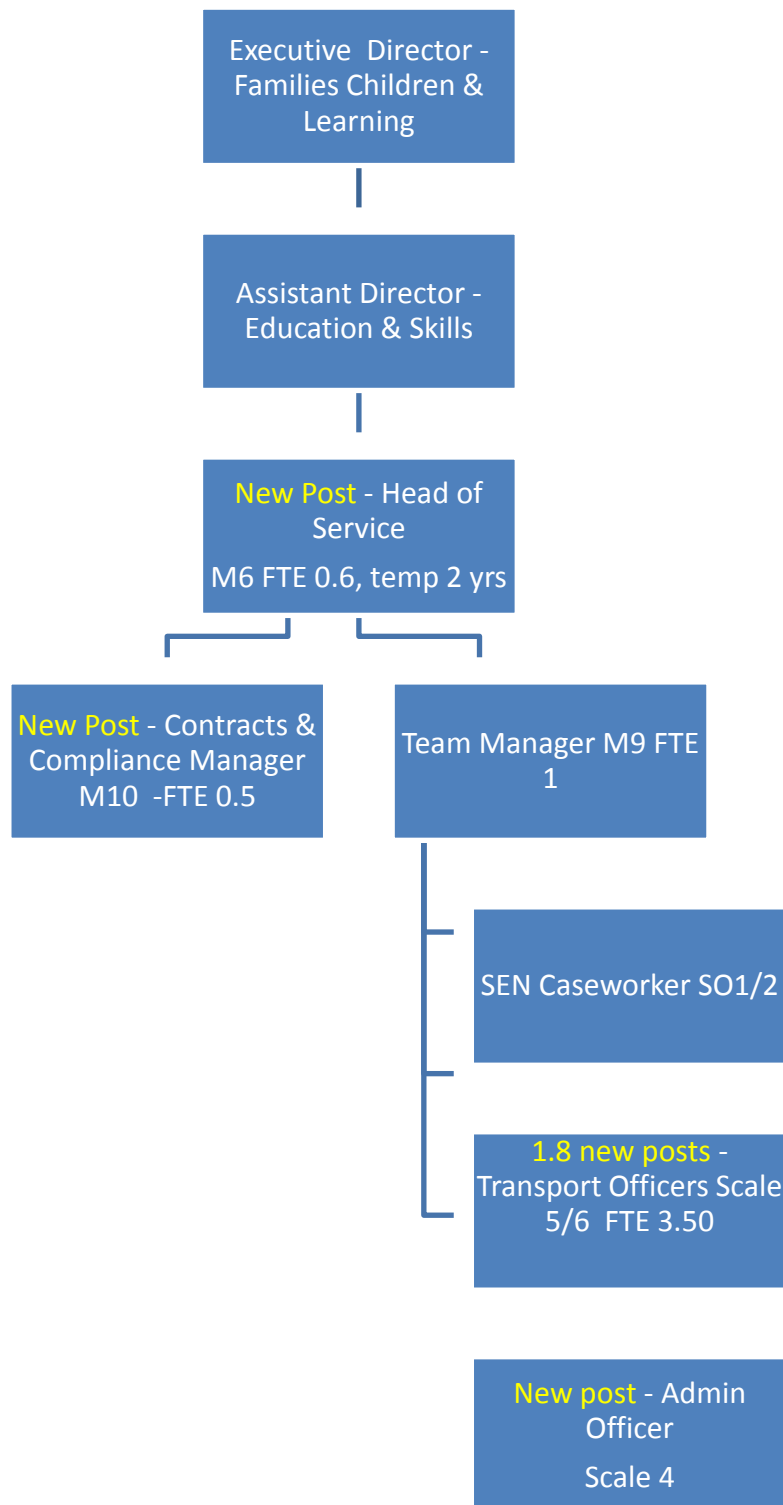 Executive  Director -
Families Children &
Learning
Assistant Director -
Education & Skills
New Post - Head of
Service
M6 FTE 0.6, temp 2 yrs
New Post - Contracts &
Compliance Manager
M10  -FTE 0.5
Team Manager M9 FTE
1
SEN Caseworker SO1/2
1.8 new posts -
Transport Officers Scale
5/6  FTE 3.50
New post - Admin
Officer
Scale 4